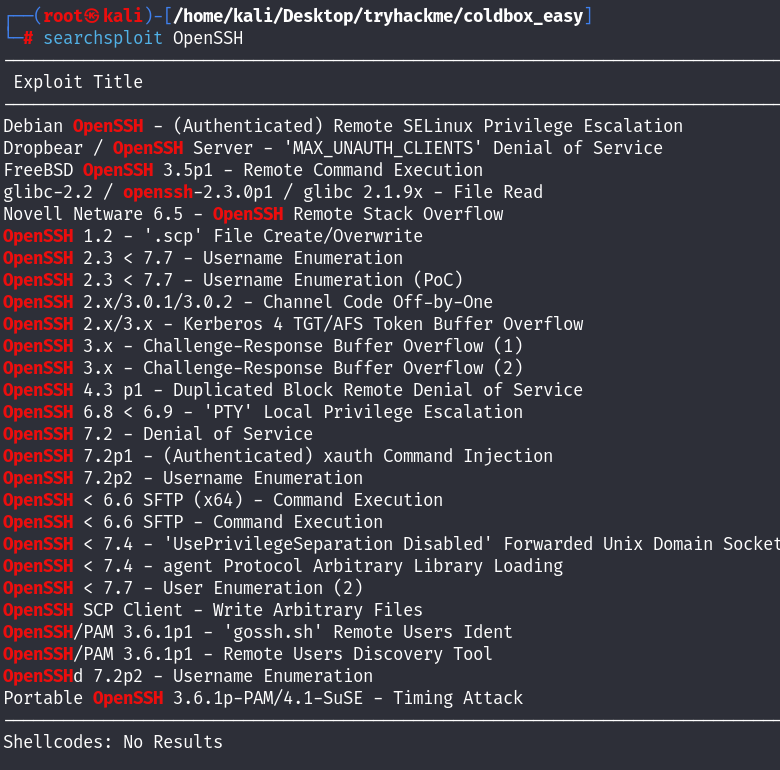 ┌──(root㉿kali)-[/home/kali/Desktop/tryhackme/coldbox_easy]
└─# searchsploit OpenSSH
Exploit Title
Debian OpenSSH - (Authenticated) Remote SELinux Privilege Escalation
Dropbear / OpenSSH Server - 'MAX_UNAUTH_CLIENTS' Denial of Service
FreeBSD OpenSSH 3.5p1 - Remote Command Execution
glibc-2.2 / openssh-2.3.0p1 / glibc 2.1.9x - File Read
Novell Netware 6.5 - OpenSSH Remote Stack Overflow
OpenSSH 1.2 - '.scp' File Create/Overwrite
OpenSSH 2.3 < 7.7 - Username Enumeration
OpenSSH 2.3 < 7.7 - Username Enumeration (PoC)
OpenSSH 2.x/3.0.1/3.0.2 - Channel Code Off-by-One
OpenSSH 2.x/3.x - Kerberos 4 TGT/AFS Token Buffer Overflow
OpenSSH 3.x - Challenge-Response Buffer Overflow (1)
OpenSSH 3.x - Challenge-Response Buffer Overflow (2)
OpenSSH 4.3 p1 - Duplicated Block Remote Denial of Service
OpenSSH 6.8 < 6.9 - 'PTY' Local Privilege Escalation
OpenSSH 7.2 - Denial of Service
OpenSSH 7.2p1 - (Authenticated) xauth Command Injection
OpenSSH 7.2p2 - Username Enumeration
OpenSSH < 6.6 SFTP (x64) - Command Execution
OpenSSH < 6.6 SFTP - Command Execution
OpenSSH < 7.4 - 'UsePrivilegeSeparation Disabled' Forwarded Unix Domain Socket
OpenSSH < 7.4 - agent Protocol Arbitrary Library Loading
OpenSSH < 7.7 - User Enumeration (2)
OpenSSH SCP Client - Write Arbitrary Files
OpenSSH/PAM 3.6.1p1 - 'gossh.sh' Remote Users Ident
OpenSSH/PAM 3.6.1p1 - Remote Users Discovery Tool
OpenSSHd 7.2p2 - Username Enumeration
Portable OpenSSH 3.6.1p-PAM/4.1-SuSE - Timing Attack
Shellcodes: No Results